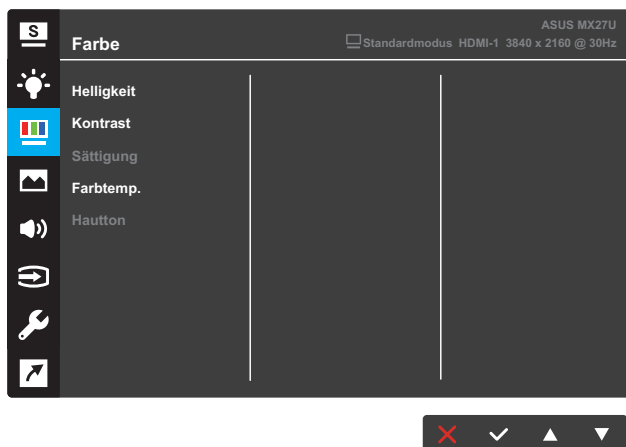 S
Farbe
ASUS MX27U
Standardmodus HDMI-1 3840 x 2160 @ 30Hz
Helligkeit
Kontrast
Sättigung
Farbtemp.
Hautton